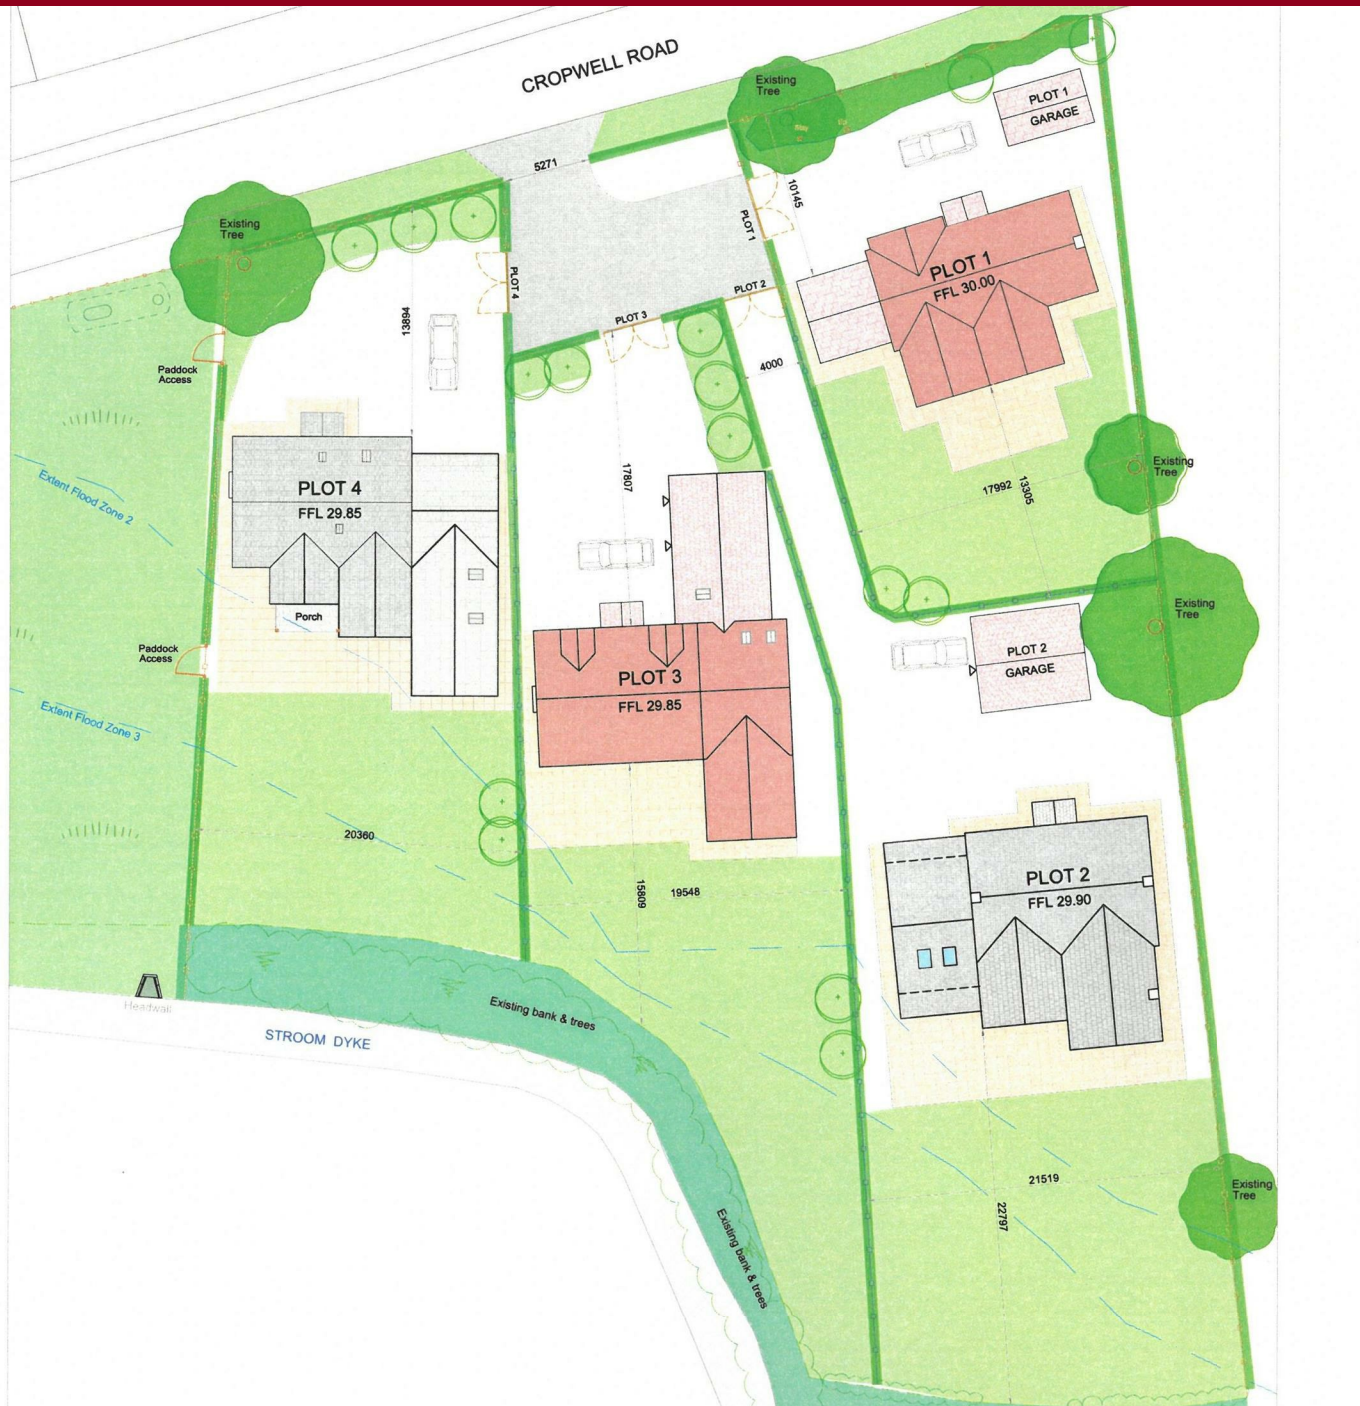 CROPWELL ROAD
Existing
Tree
PLOT 1
GARAGE
5271
10145
PLOT 1
Existing
Tree
PLOT 4
PLOT 2
PLOT 3
PLOT 1
FFL 30.00
13894
4000
Paddock
Access
Extent Flood Zone 2
17807
17992
13305
Existing
Tree
PLOT 4
FFL 29.85
Porch
Existing
Tree
Paddock
Access
PLOT 2
GARAGE
PLOT 3
FFL 29.85
Extent Flood Zone 3
20360
15809
19548
PLOT 2
FFL 29.90
Headwall
STROOM DYKE
Existing bank & trees
Existing bank & trees
21519
22797
Existing
Tree